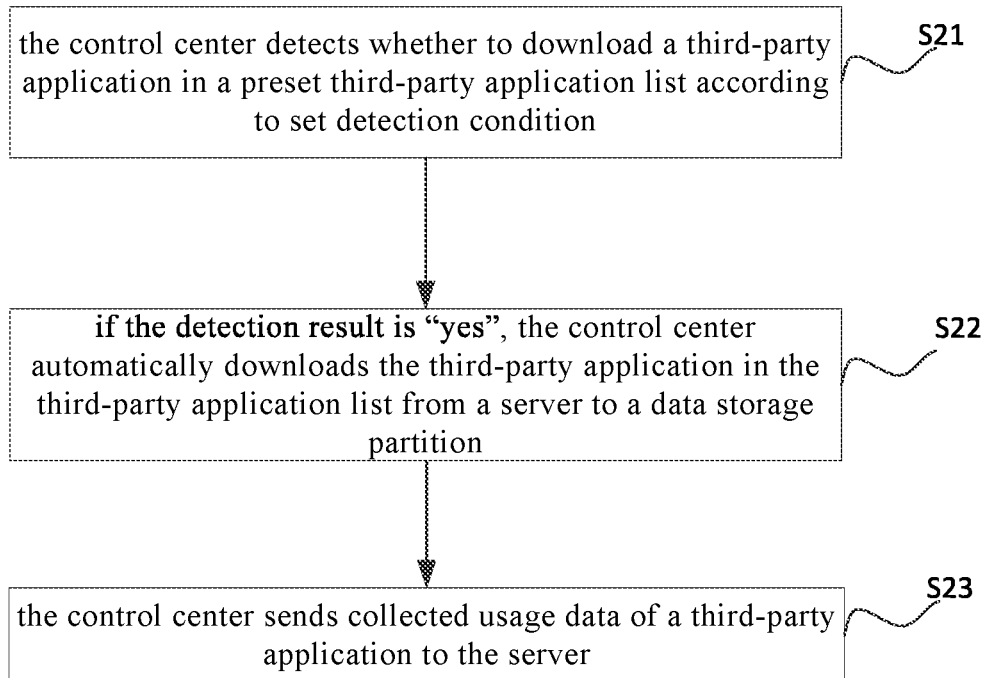 the control center detects whether to download a third-party
application in a preset third-party application list according
to set detection condition
S21
if the detection result is “yes”, the control center
automatically downloads the third-party application in the
third-party application list from a server to a data storage
partition
S22
the control center sends collected usage data of a third-party
application to the server
S23